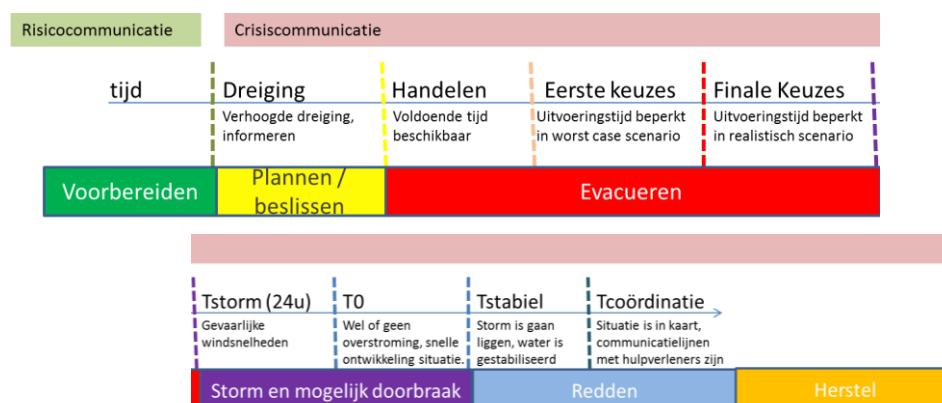 Risicocommunicatie
Crisiscommunicatie
tijd
Dreiging
Handelen
Eerste keuzes
Finale Keuzes
Verhoogde dreiging,
informeren
Voldoende tijd
beschikbaar
Uitvoeringstijd beperkt
in worst case scenario
Uitvoeringstijd beperkt
in realistisch scenario
Voorbereiden
Plannen /
beslissen
Evacueren
Tstorm (24u)
T0
Tstabiel
Tcoördinatie
Gevaarlijke
windsnelheden
Wel of geen
overstroming, snelle
ontwikkeling situatie.
Storm is gaan
liggen, water is
gestabiliseerd
Situatie is in kaart,
communicatielijnen
met hulpverleners zijn
Storm en mogelijk doorbraak
Redden
Herstel